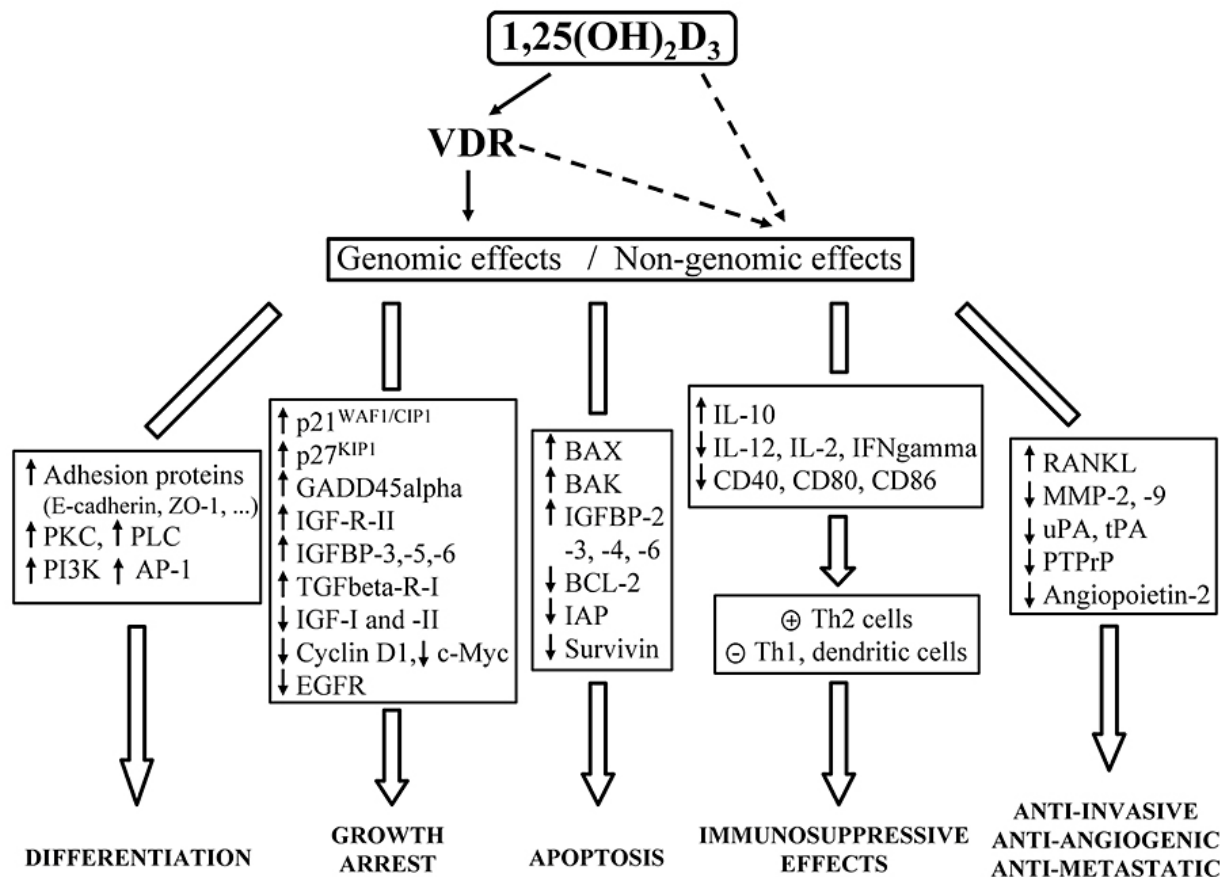 1,25(OH)₂D₃
VDR
Genomic effects / Non-genomic effects
↑ Adhesion proteins
(E-cadherin, ZO-1, ...)
↑ PKC, ↑ PLC
↑ PI3K ↑ AP-1
DIFFERENTIATION
↑ p21^WAF1/CIP1
↑ p27^KIP1
↑ GADD45alpha
↑ IGF-R-II
↑ IGFBP-3,-5,-6
↑ TGFbeta-R-I
↓ IGF-I and -II
↓ Cyclin D1,↓ c-Myc
↓ EGFR
GROWTH
ARREST
↑ BAX
↑ BAK
↑ IGFBP-2
-3, -4, -6
↓ BCL-2
↓ IAP
↓ Survivin
APOPTOSIS
↑ IL-10
↓ IL-12, IL-2, IFNgamma
↓ CD40, CD80, CD86
⊕ Th2 cells
⊖ Th1, dendritic cells
IMMUNOSUPPRESSIVE
EFFECTS
↑ RANKL
↓ MMP-2, -9
↓ uPA, tPA
↓ PTPrP
↓ Angiopoietin-2
ANTI-INVASIVE
ANTI-ANGIOGENIC
ANTI-METASTATIC